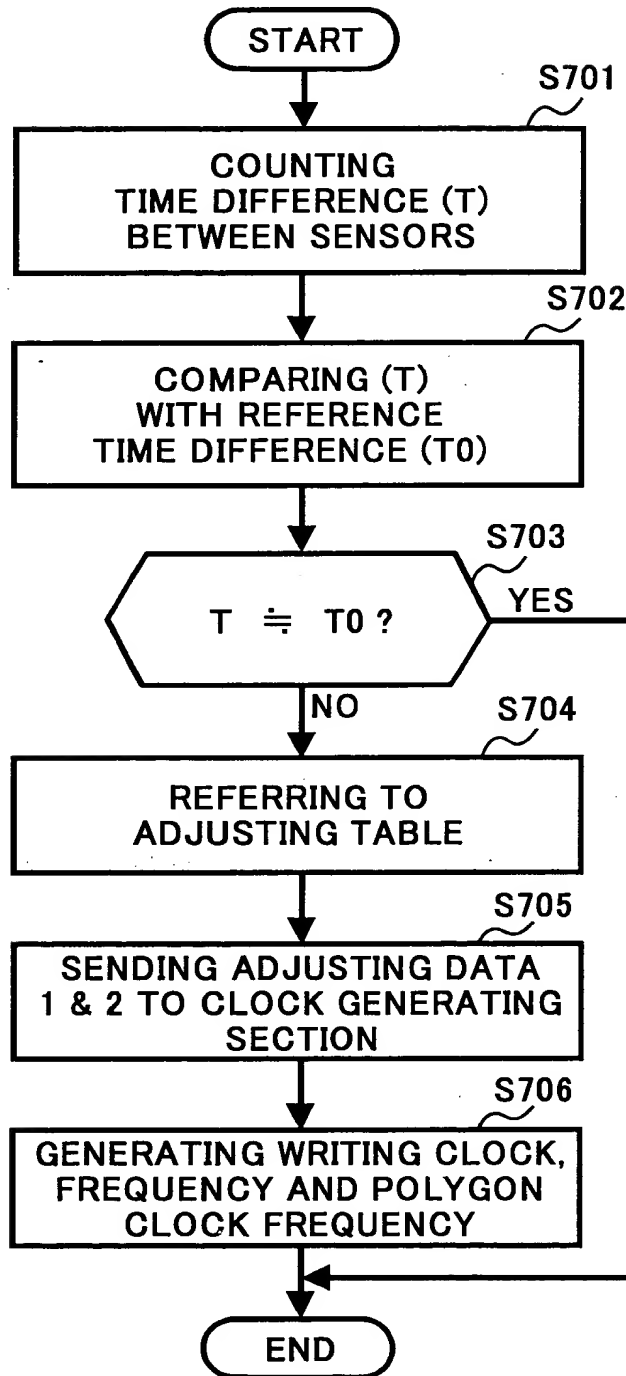 START
S701
COUNTING
TIME DIFFERENCE (T)
BETWEEN SENSORS
S702
COMPARING (T)
WITH REFERENCE
TIME DIFFERENCE (T0)
S703
T ≒ T0 ?
YES
NO
S704
REFERRING TO
ADJUSTING TABLE
S705
SENDING ADJUSTING DATA
1 & 2 TO CLOCK GENERATING
SECTION
S706
GENERATING WRITING CLOCK,
FREQUENCY AND POLYGON
CLOCK FREQUENCY
END